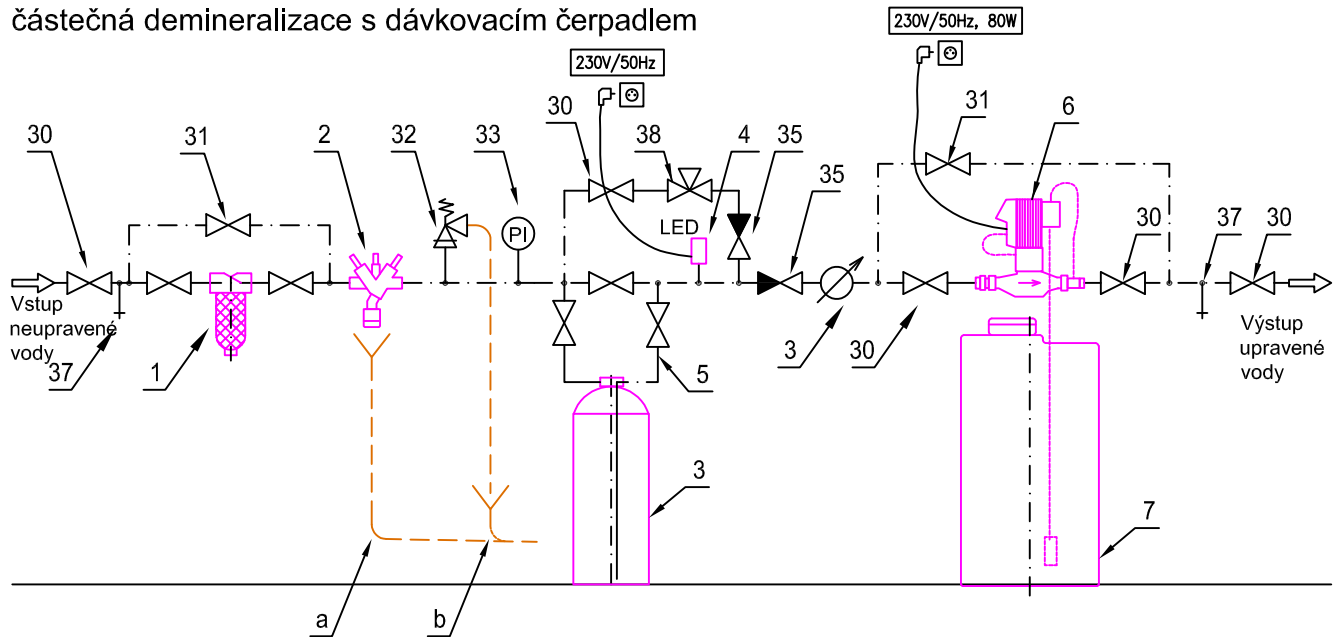 částečná demineralizace s dávkovacím čerpadlem
230V/50Hz, 80W
230V/50Hz
30
31
2
32
33
30
38
4
35
35
31
6
30
37
30
LED
PI
Vstup
neupravené
vody
37
1
5
3
30
Výstup
upravené
vody
3
7
a
b